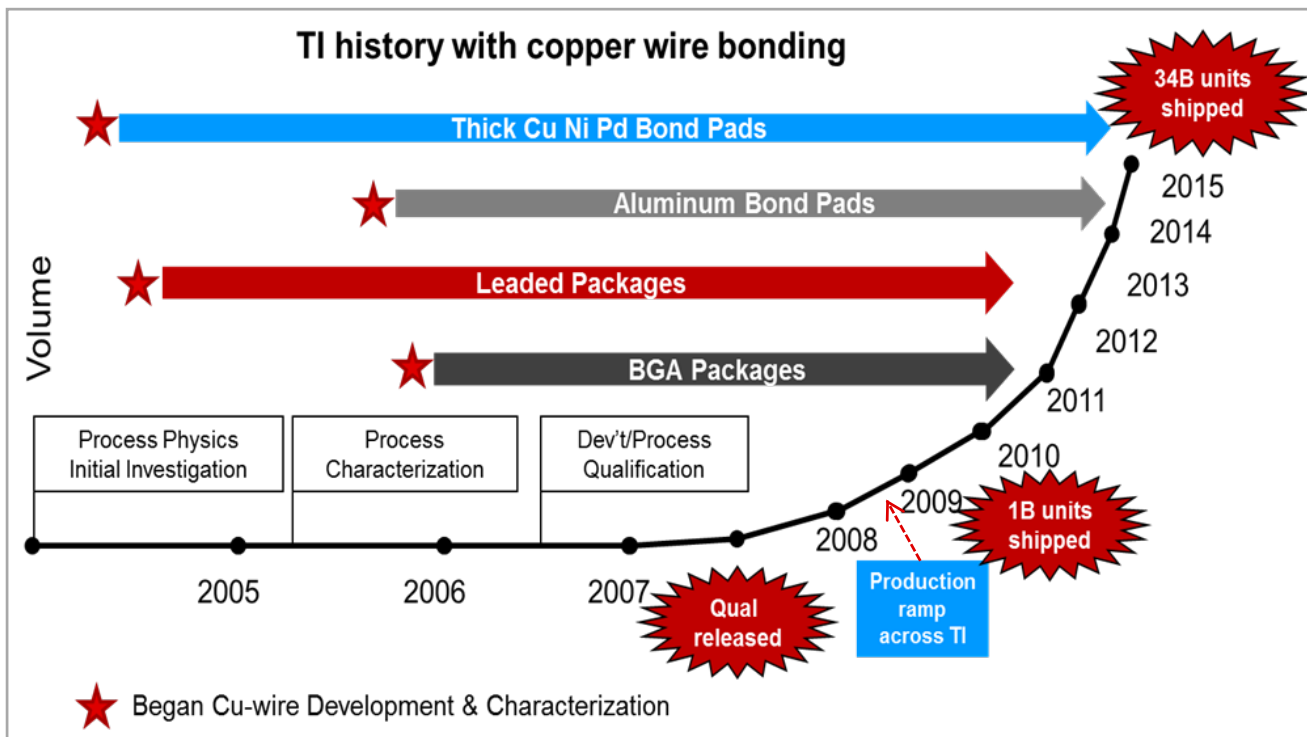 TI history with copper wire bonding
34B units
shipped
Thick Cu Ni Pd Bond Pads
2015
Aluminum Bond Pads
2014
Volume
Leaded Packages
2013
2012
BGA Packages
2011
Process Physics
Initial Investigation
Process
Characterization
Dev't/Process
Qualification
2010
2009
1B units
shipped
2008
2005
2006
2007
Qual
released
Production
ramp
across TI
Began Cu-wire Development & Characterization